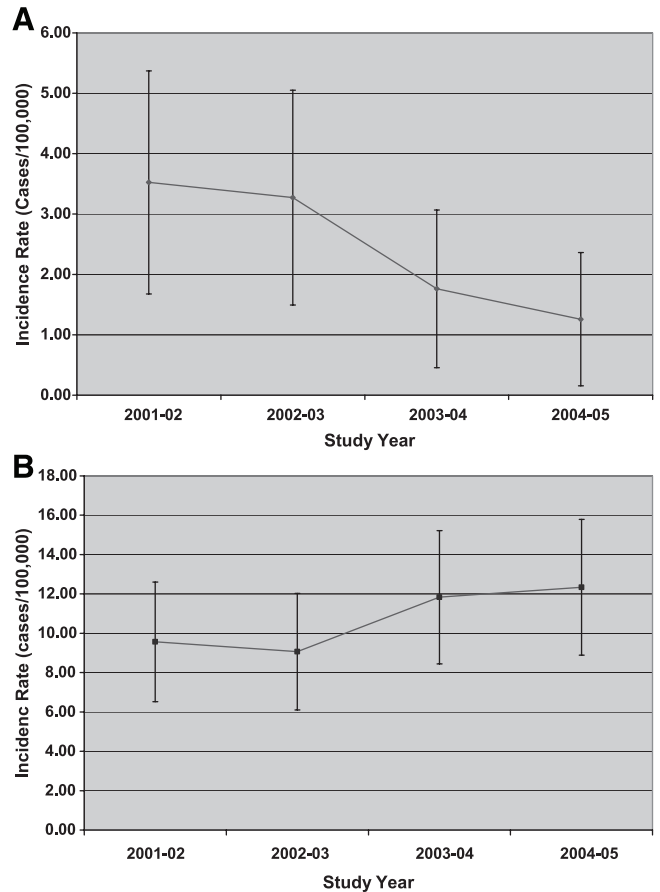 A
6.00
5.00
4.00
3.00
2.00
1.00
0.00
Incidence Rate (Cases/100,000)
2001-02 2002-03 2003-04 2004-05
Study Year
B
18.00
16.00
14.00
12.00
10.00
8.00
6.00
4.00
2.00
0.00
Incidenc Rate (cases/100,000)
2001-02 2002-03 2003-04 2004-05
Study Year